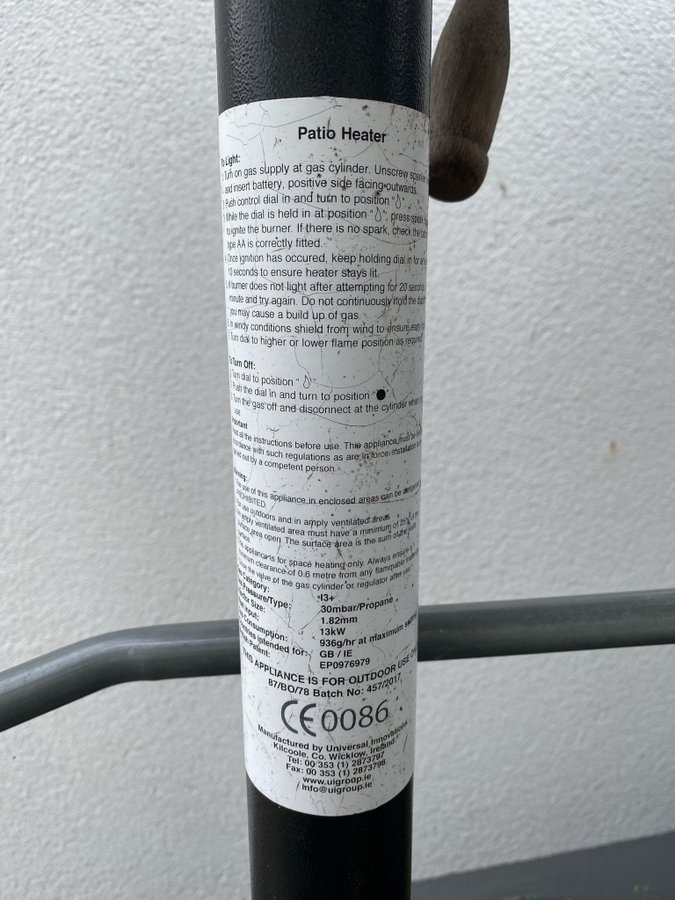 Patio Heater
To Light:
Turn on gas supply at gas cylinder. Unscrew
and insert battery, positive side facing outwards.
Push control dial in and turn to position "
While the dial is held in at position " ": press
to ignite the burner. If there is no spark, check the
type AA is correctly fitted.
Once ignition has occured, keep holding dial in for
10 seconds to ensure heater stays lit.
If burner does not light after attempting for 20
minute and try again. Do not continuously
you may cause a build up of gas.
In windy conditions shield from wind to ensure easy
Turn dial to higher or lower flame position as required.
To Turn Off:
Turn dial to position "
Push the dial in and turn to position "●"
Turn the gas off and disconnect at the cylinder when
use
Important
all the instructions before use. This appliance must be
with such regulations as are in force. Installation
out by a competent person.
Warning:
use of this appliance in enclosed areas can be dangerous
PROHIBITED
use outdoors and in amply ventilated areas
amply ventilated area must have a minimum of 25% of the
surface area open. The surface area is the sum of the
surface
appliance is for space heating only. Always ensure
clearance of 0.6 metre from any flammable
the valve of the gas cylinder or regulator after use
Category: I3+
Pressure/Type: 30mbar/Propane
Size: 1.82mm
input: 13kW
Consumption: 936g/hr at maximum
intended for: GB / IE
Patent: EP0976979
THIS APPLIANCE IS FOR OUTDOOR USE
87/BO/78 Batch No: 457/2017
CE0086
Manufactured by Universal Innovations
Kilcoole, Co. Wicklow, Ireland.
Tel: 00 353 (1) 2873797
Fax: 00 353 (1) 2873798
www.uigroup.ie
info@uigroup.ie